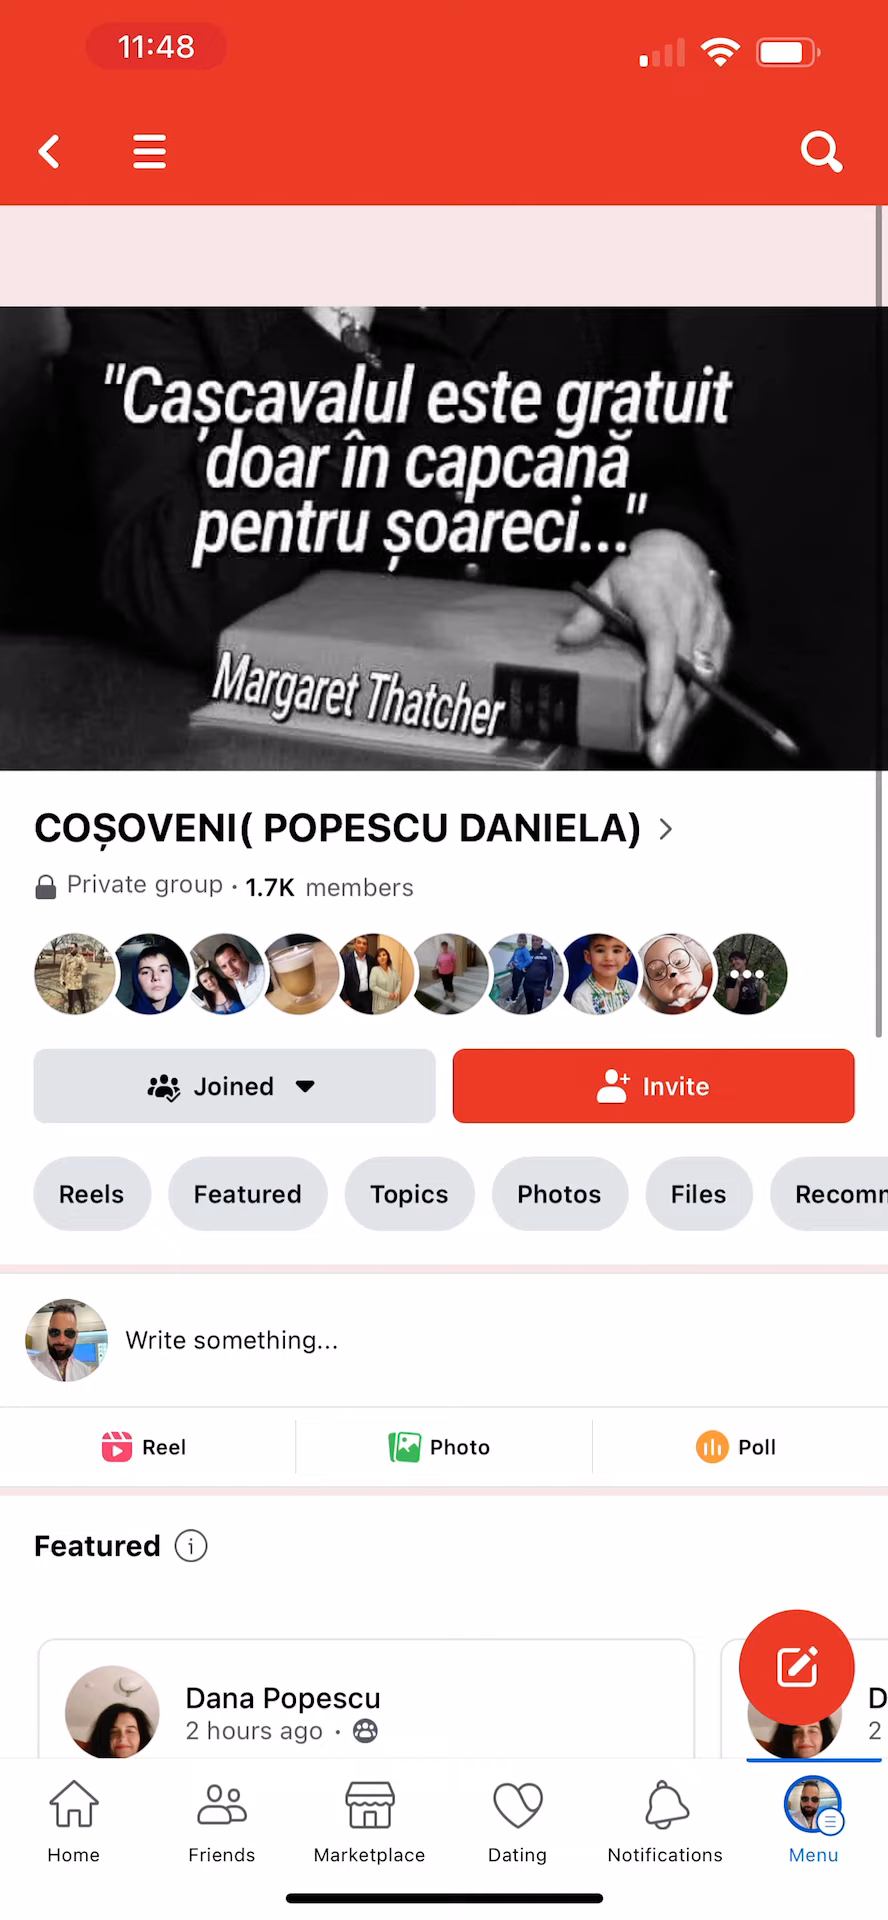 11:48
"Cașcavalul este gratuit
doar în capcană
pentru șoareci..."
Margaret Thatcher
COȘOVENI( POPESCU DANIELA)
Private group · 1.7K members
Joined
Invite
Reels
Featured
Topics
Photos
Files
Recomm
Write something...
Reel
Photo
Poll
Featured
Dana Popescu
D
2 hours ago ·
2
Home
Friends
Marketplace
Dating
Notifications
Menu